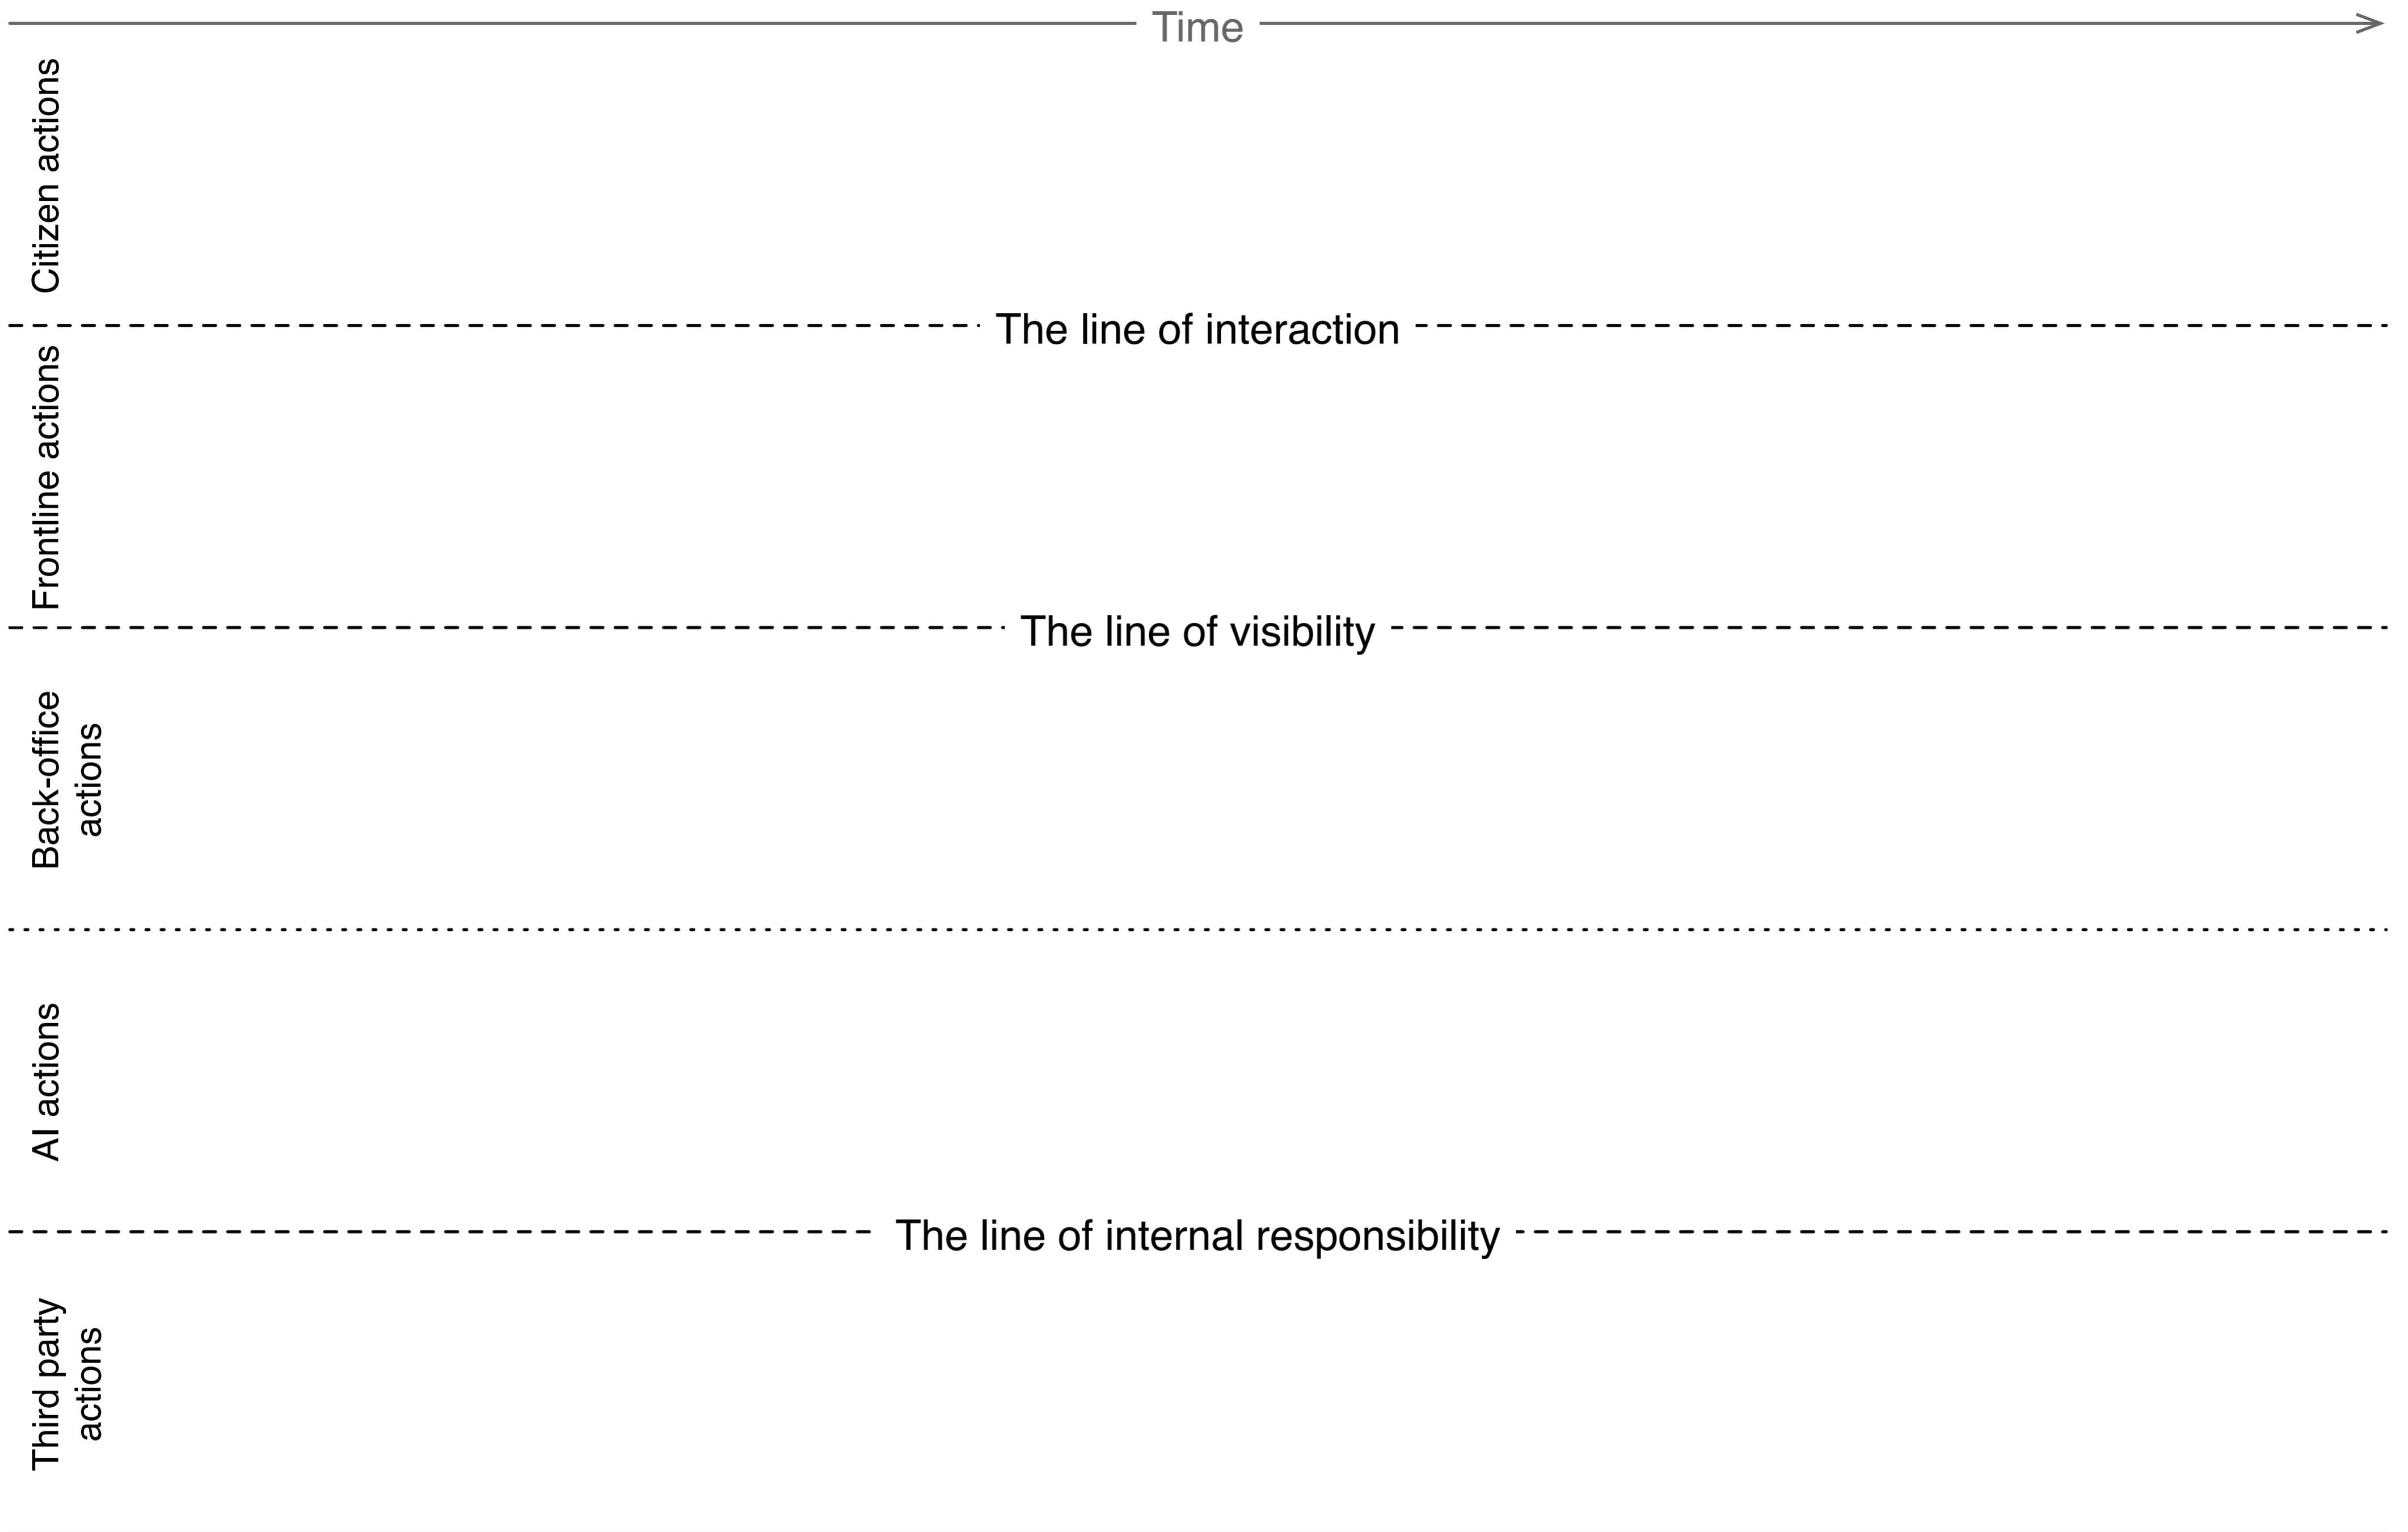 Time
Citizen actions
The line of interaction
Frontline actions
The line of visibility
Back-office
actions
AI actions
The line of internal responsibility
Third party
actions